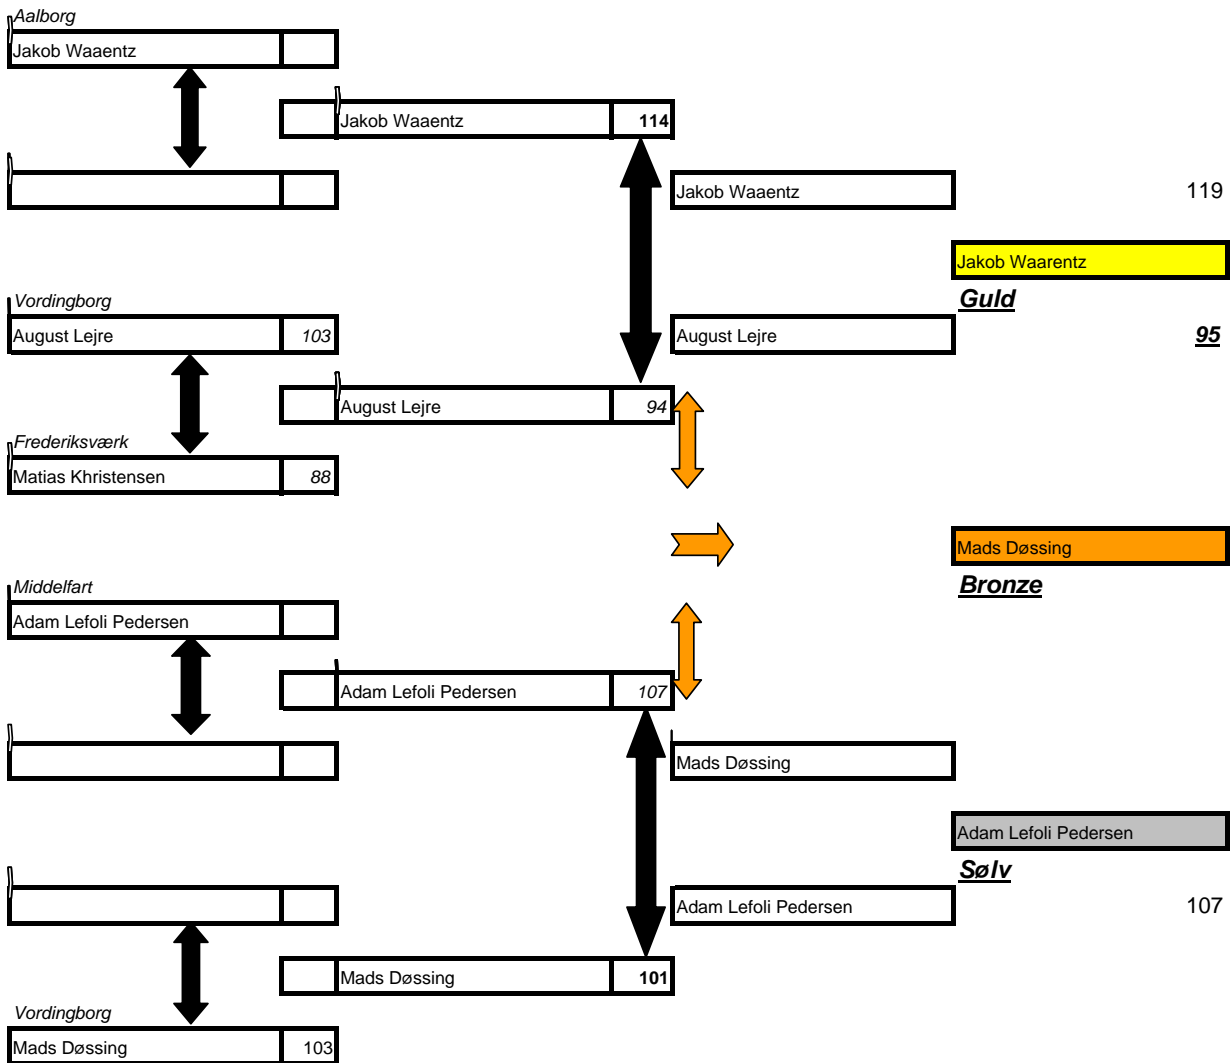 Aalborg
Jakob Waaentz
Jakob Waaentz 114
Jakob Waaentz 119
Jakob Waarentz
Guld
Vordingborg
August Lejre 103
August Lejre 95
August Lejre 94
Frederiksværk
Matias Khristensen 88
Mads Døssing
Bronze
Middelfart
Adam Lefoli Pedersen
Adam Lefoli Pedersen 107
Mads Døssing
Adam Lefoli Pedersen
Sølv
Adam Lefoli Pedersen 107
Mads Døssing 101
Vordingborg
Mads Døssing 103